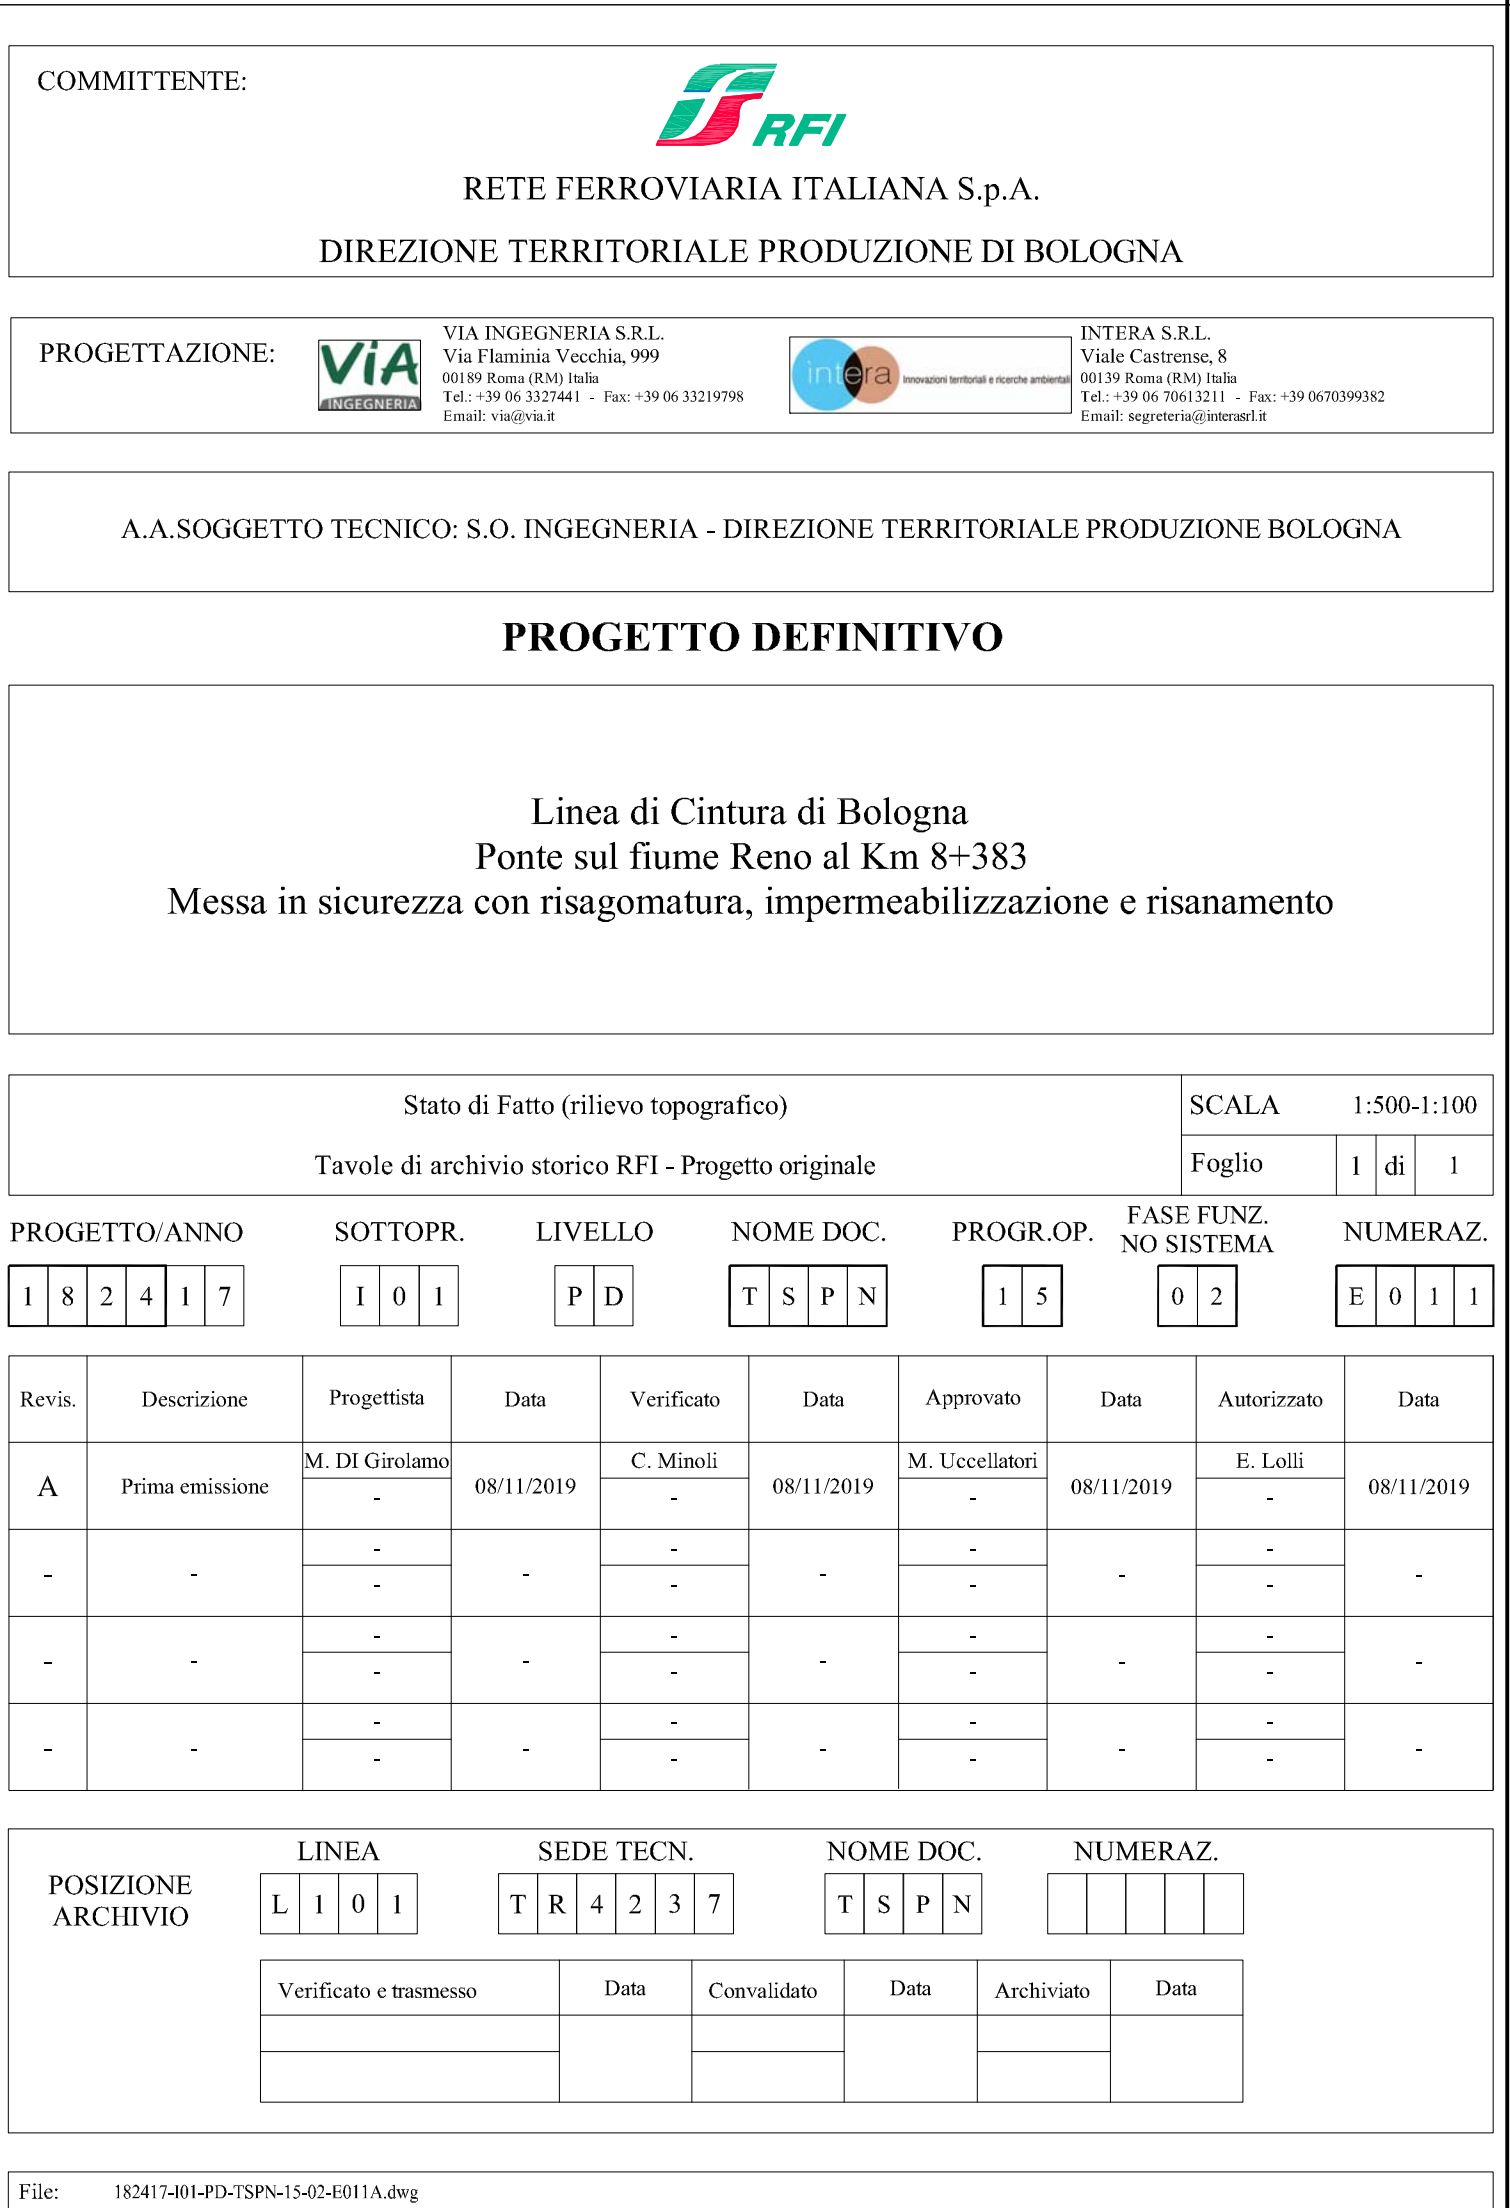 COMMITTENTE:
RFI
RETE FERROVIARIA ITALIANA S.p.A.
DIREZIONE TERRITORIALE PRODUZIONE DI BOLOGNA
PROGETTAZIONE:
ViA
INGEGNERIA
VIA INGEGNERIA S.R.L.
Via Flaminia Vecchia, 999
00189 Roma (RM) Italia
Tel.: +39 06 3327441 - Fax: +39 06 33219798
Email: via@via.it
intera Innovazioni territoriali e ricerche ambientali
INTERA S.R.L.
Viale Castrense, 8
00139 Roma (RM) Italia
Tel.: +39 06 70613211 - Fax: +39 0670399382
Email: segreteria@interasrl.it
A.A.SOGGETTO TECNICO: S.O. INGEGNERIA - DIREZIONE TERRITORIALE PRODUZIONE BOLOGNA
PROGETTO DEFINITIVO
Linea di Cintura di Bologna
Ponte sul fiume Reno al Km 8+383
Messa in sicurezza con risagomatura, impermeabilizzazione e risanamento
Stato di Fatto (rilievo topografico)
Tavole di archivio storico RFI - Progetto originale
SCALA 1:500-1:100
Foglio 1 di 1
PROGETTO/ANNO SOTTOPR. LIVELLO NOME DOC. PROGR.OP. FASE FUNZ. NO SISTEMA NUMERAZ.
1 8 2 4 1 7 I 0 1 P D T S P N 1 5 0 2 E 0 1 1
Revis. Descrizione Progettista Data Verificato Data Approvato Data Autorizzato Data
A Prima emissione M. DI Girolamo 08/11/2019 C. Minoli 08/11/2019 M. Uccellatori 08/11/2019 E. Lolli 08/11/2019
- - - -
- - - -
- - - - - -
- - - -
- - - -
- - - - - -
- - - -
- - - -
- - - - - -
- - - -
POSIZIONE
ARCHIVIO
LINEA SEDE TECN. NOME DOC. NUMERAZ.
L 1 0 1 T R 4 2 3 7 T S P N
Verificato e trasmesso Data Convalidato Data Archiviato Data
File: 182417-I01-PD-TSPN-15-02-E011A.dwg